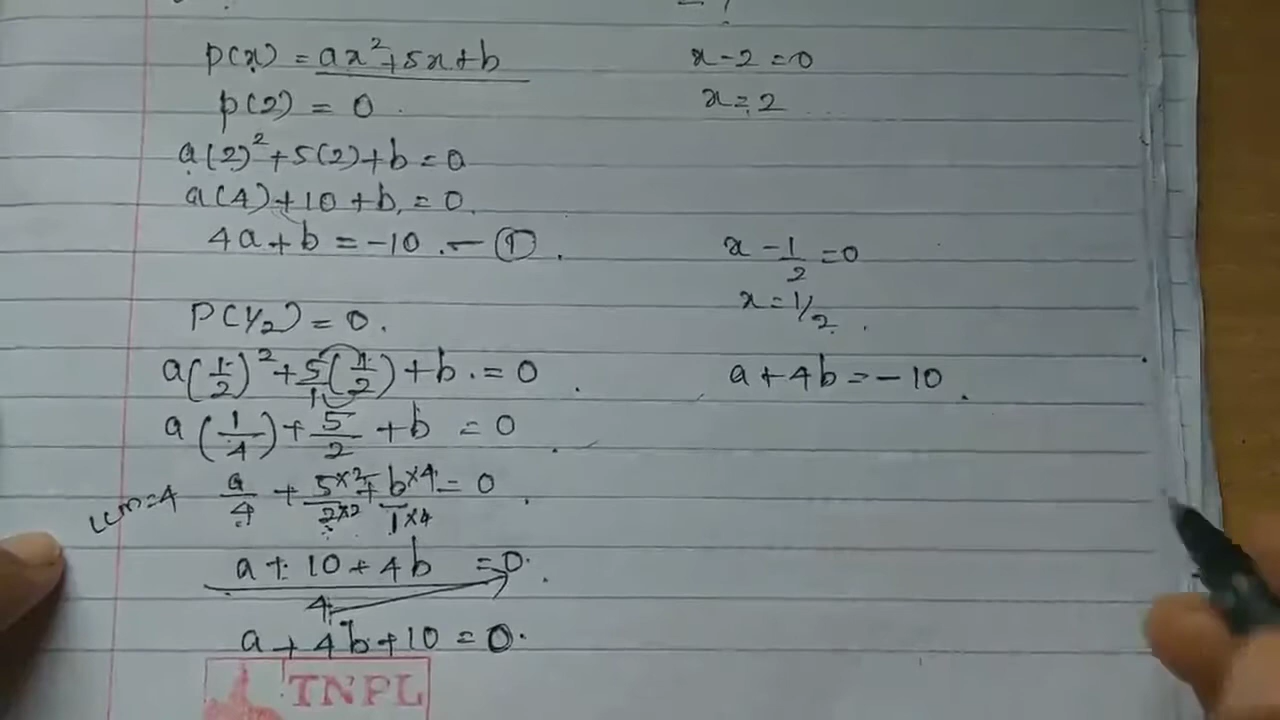 p(x) = ax²+5x+b
p(2) = 0.
a(2)²+5(2)+b=0
a(4)+10+b=0.
4a+b=-10. - ①.
P(1/2)=0.
a(1/2)²+5/1(1/2)+b.=0.
a(1/4)+5/2+b=0.
LCM=4 a/4+5×2/2×2+b×4/1×4=0.
a+10+4b/4=0.
a+4b+10=0.
x-2=0
x=2
x-1/2=0
x=1/2.
a+4b=-10.
TNPL